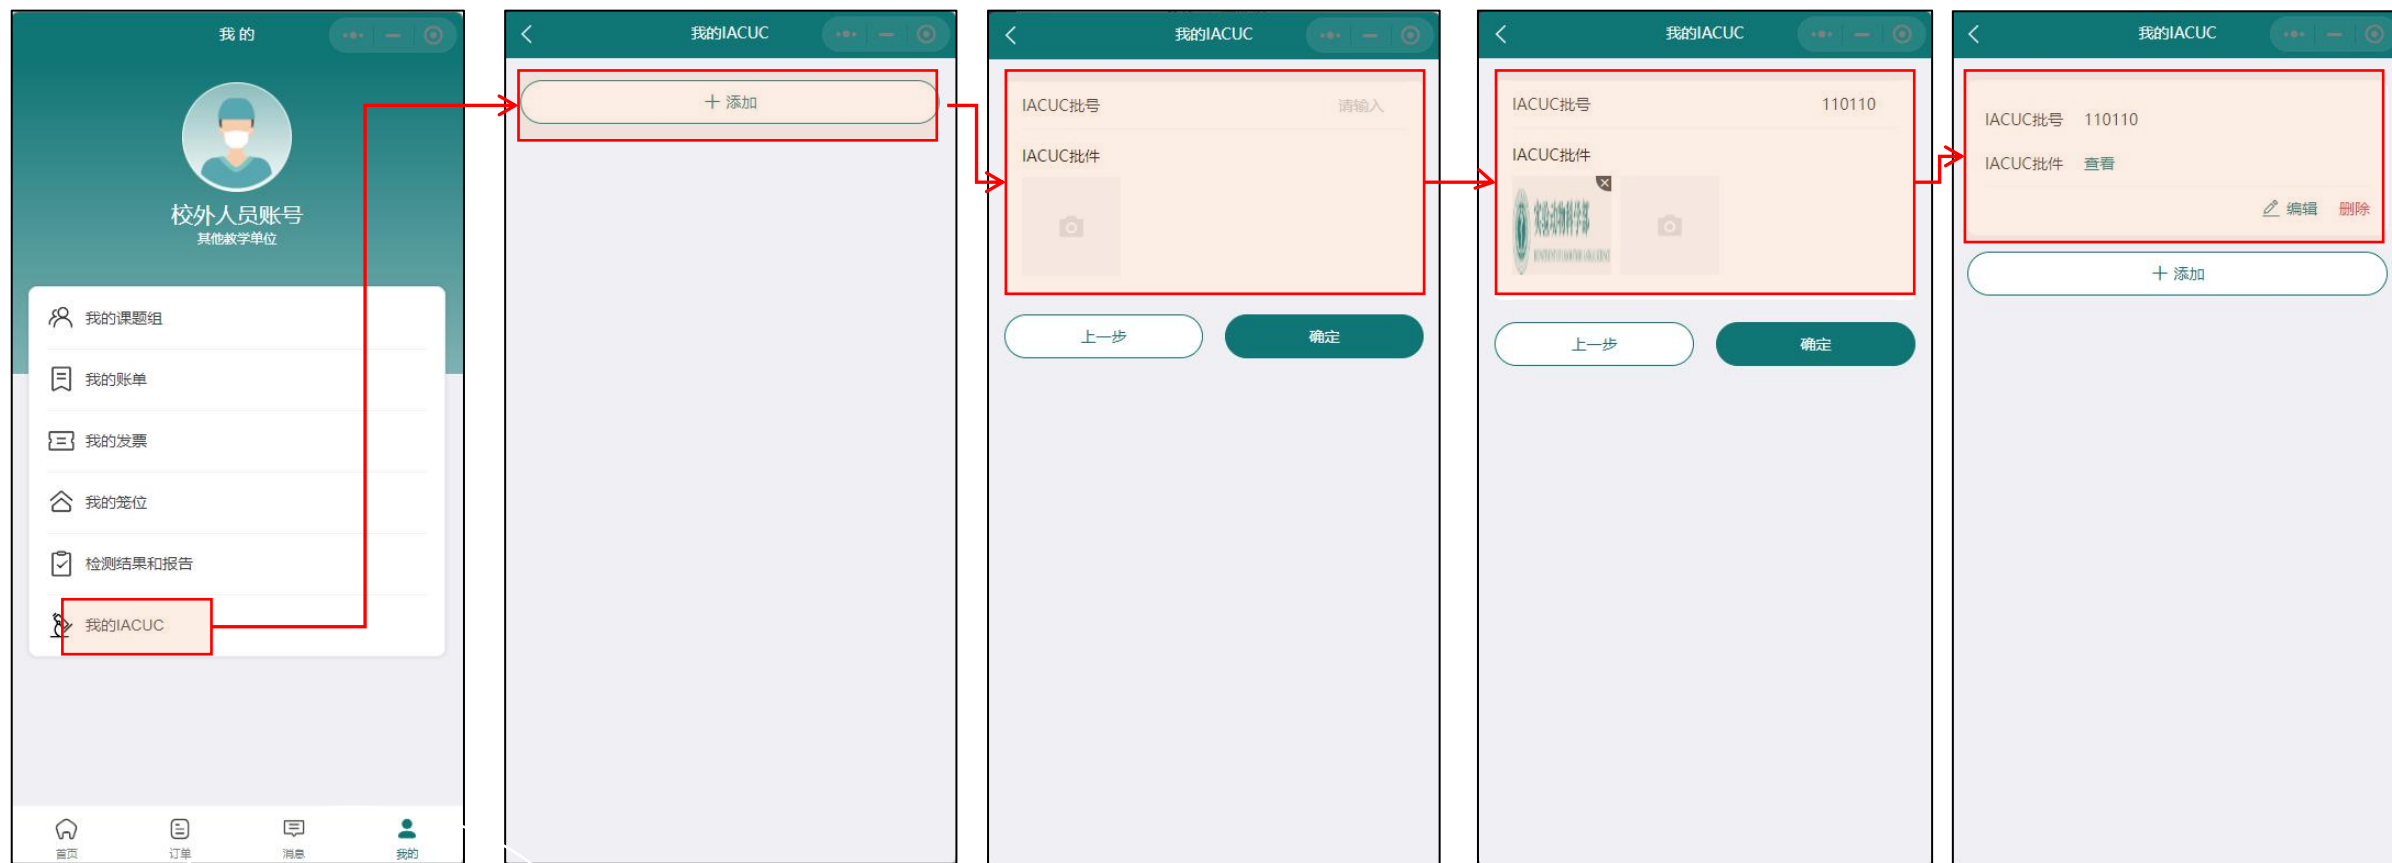 我的
校外人员账号
其他教学单位
我的课题组
我的账单
我的发票
我的笼位
检测结果和报告
我的IACUC
首页
订单
消息
我的
我的IACUC
添加
我的IACUC
IACUC批号
请输入
IACUC批件
上一步
确定
我的IACUC
IACUC批号
110110
IACUC批件
实验动物科学部
上一步
确定
我的IACUC
IACUC批号 110110
IACUC批件 查看
编辑 删除
添加